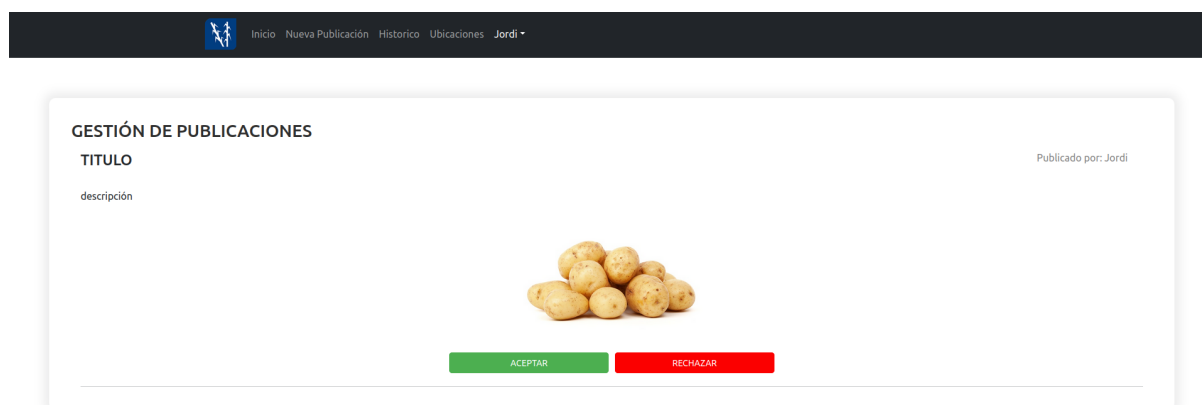 Inicio Nueva Publicación Historico Ubicaciones Jordi
GESTIÓN DE PUBLICACIONES
TITULO
Publicado por: Jordi
descripción
ACEPTAR RECHAZAR